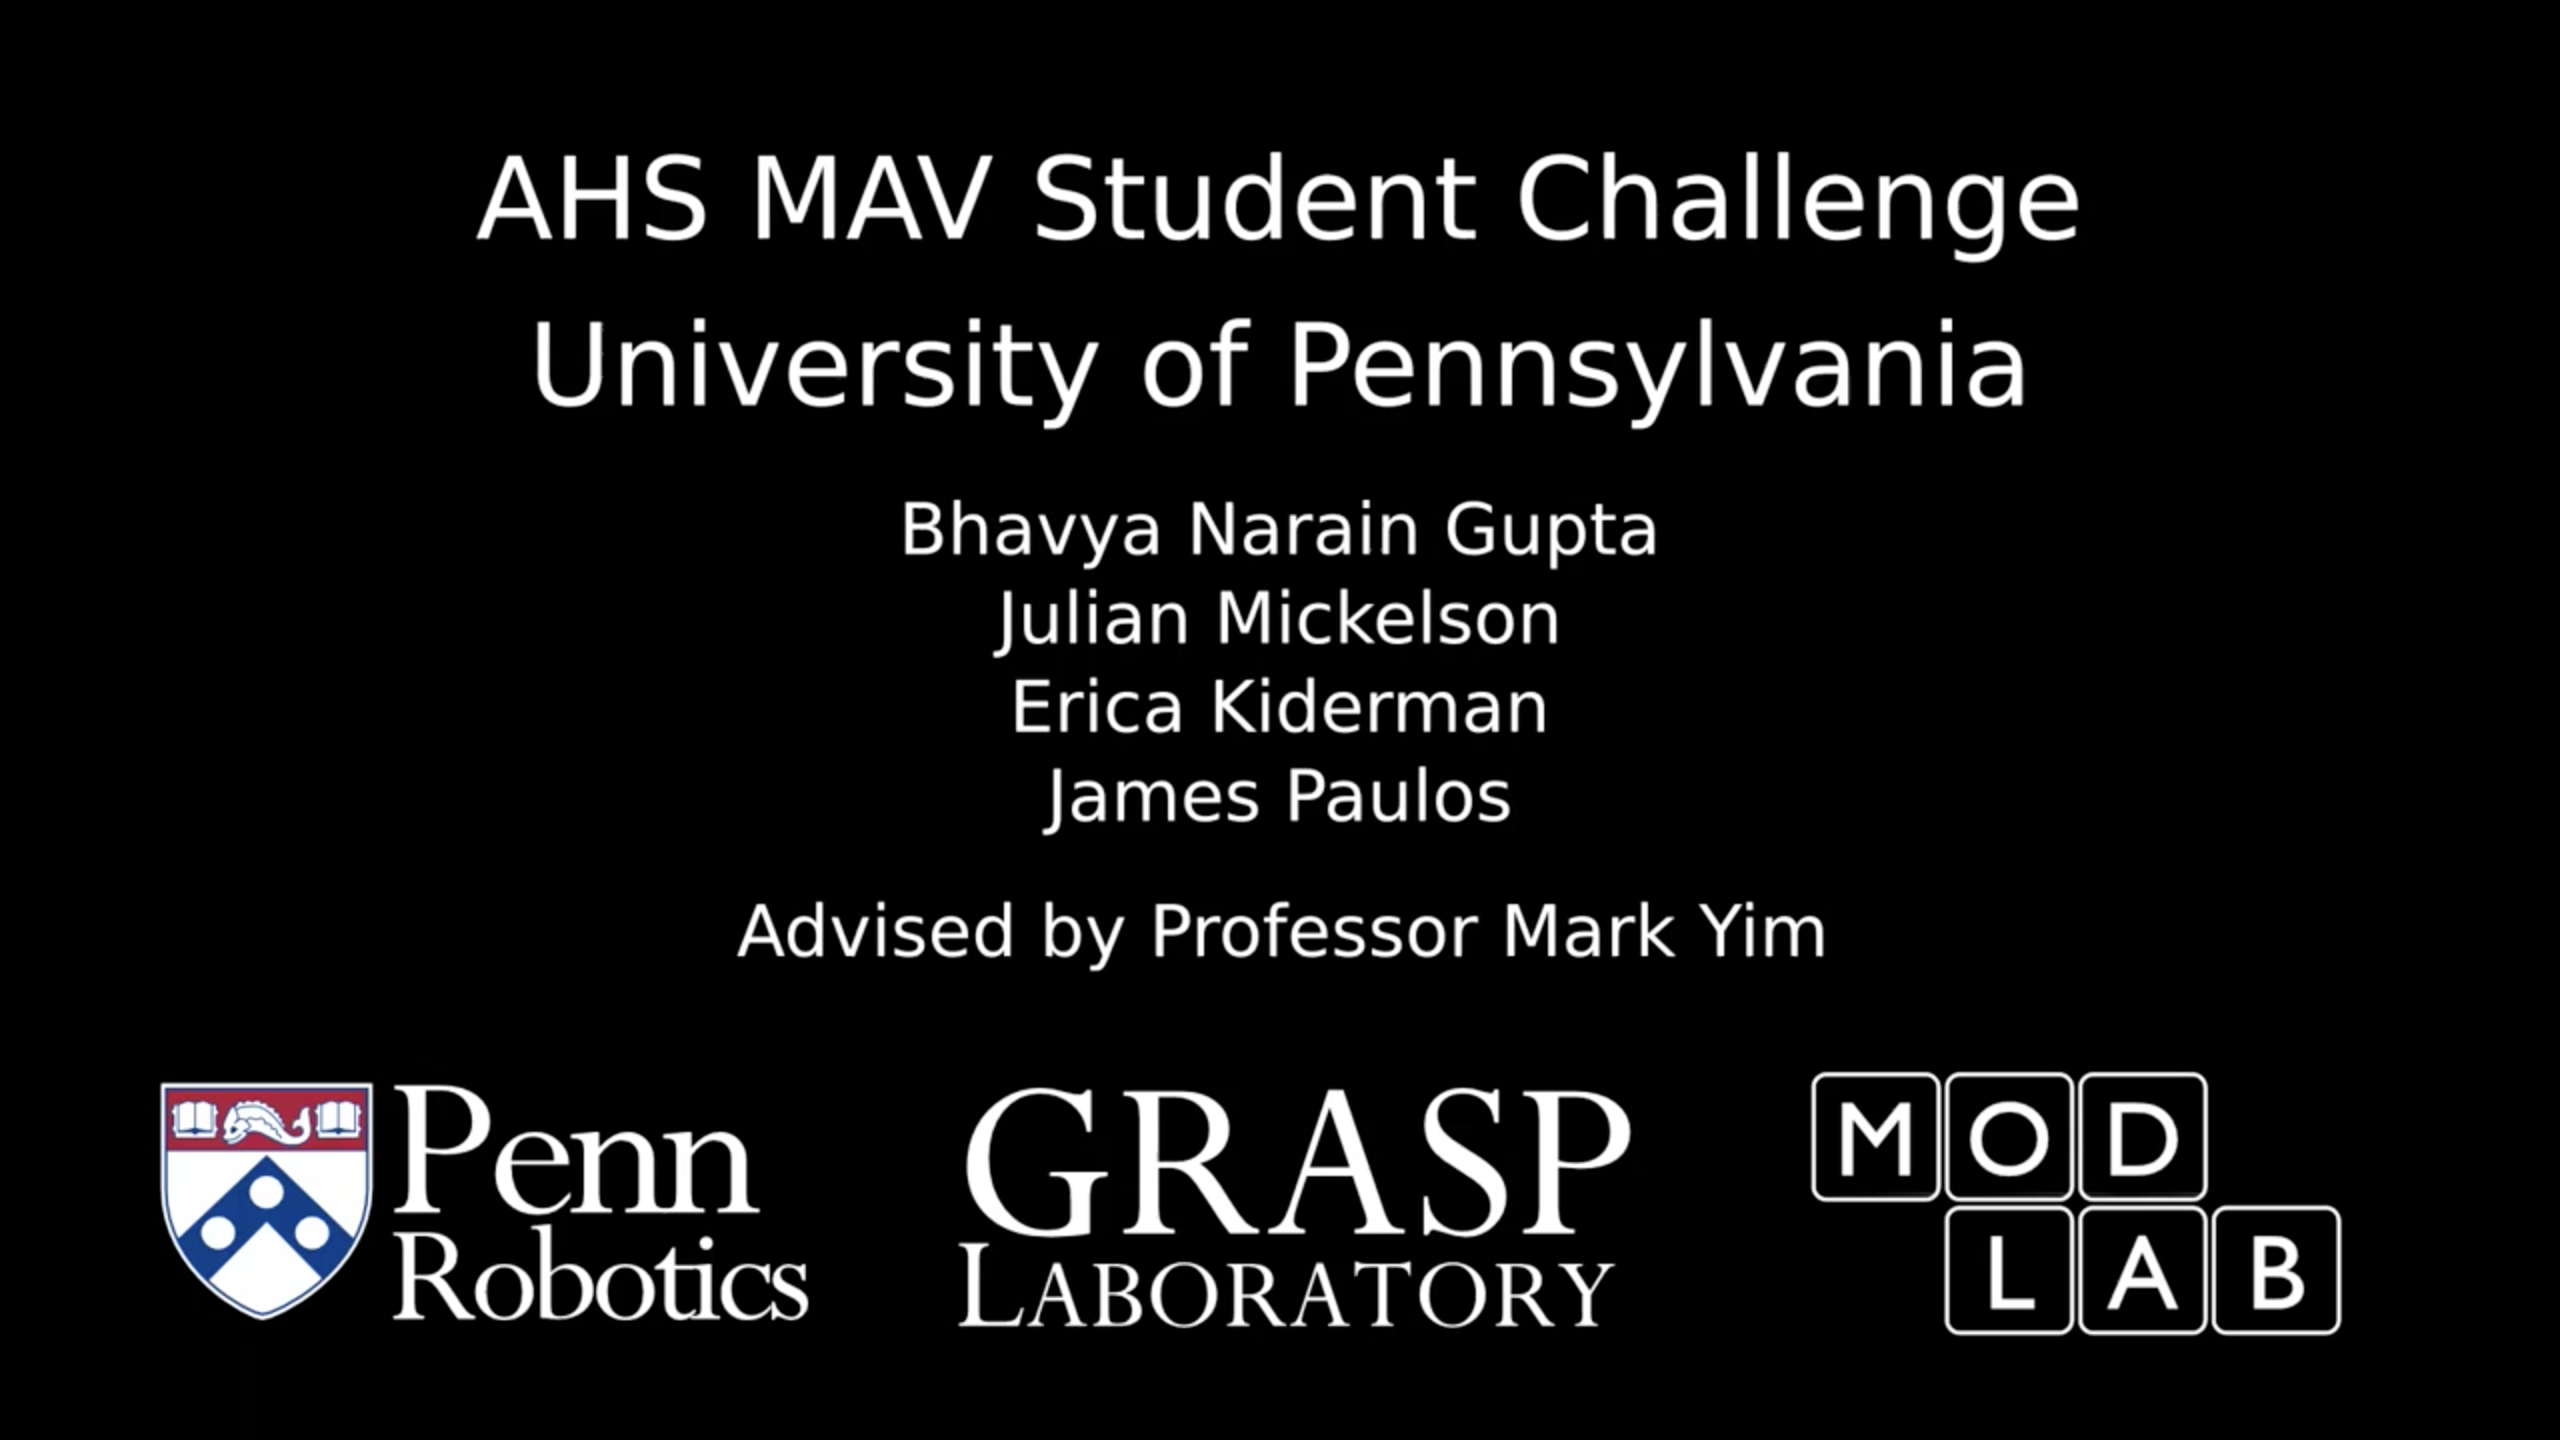 AHS MAV Student Challenge
University of Pennsylvania
Bhavya Narain Gupta
Julian Mickelson
Erica Kiderman
James Paulos
Advised by Professor Mark Yim
Penn
Robotics
GRASP
LABORATORY
MOD
LAB